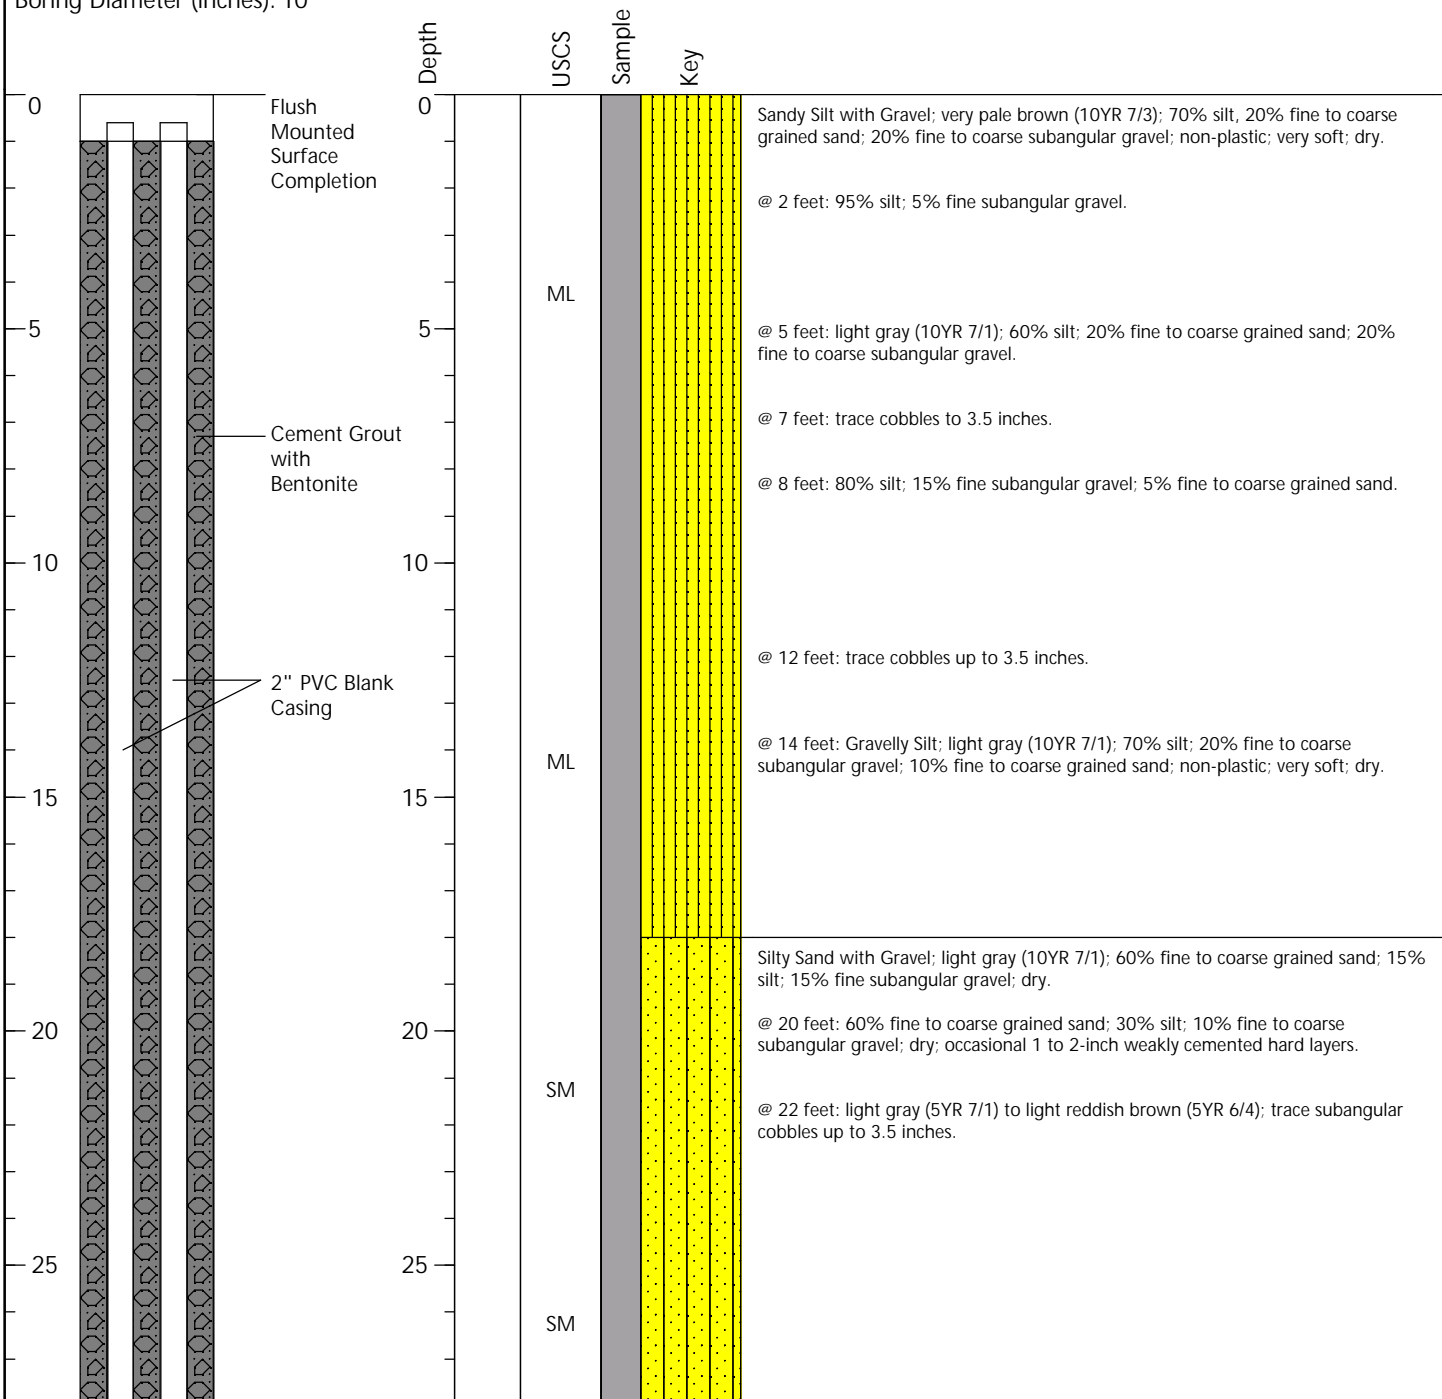 Boring Diameter (inches): 10
Depth
USCS
Sample
Key
0
Flush
Mounted
Surface
Completion
0
Sandy Silt with Gravel; very pale brown (10YR 7/3); 70% silt, 20% fine to coarse
grained sand; 20% fine to coarse subangular gravel; non-plastic; very soft; dry.
@ 2 feet: 95% silt; 5% fine subangular gravel.
ML
5
5
@ 5 feet: light gray (10YR 7/1); 60% silt; 20% fine to coarse grained sand; 20%
fine to coarse subangular gravel.
@ 7 feet: trace cobbles to 3.5 inches.
Cement Grout
with
Bentonite
@ 8 feet: 80% silt; 15% fine subangular gravel; 5% fine to coarse grained sand.
10
10
@ 12 feet: trace cobbles up to 3.5 inches.
2" PVC Blank
Casing
@ 14 feet: Gravelly Silt; light gray (10YR 7/1); 70% silt; 20% fine to coarse
subangular gravel; 10% fine to coarse grained sand; non-plastic; very soft; dry.
ML
15
15
Silty Sand with Gravel; light gray (10YR 7/1); 60% fine to coarse grained sand; 15%
silt; 15% fine subangular gravel; dry.
20
20
@ 20 feet: 60% fine to coarse grained sand; 30% silt; 10% fine to coarse
subangular gravel; dry; occasional 1 to 2-inch weakly cemented hard layers.
SM
@ 22 feet: light gray (5YR 7/1) to light reddish brown (5YR 6/4); trace subangular
cobbles up to 3.5 inches.
25
25
SM